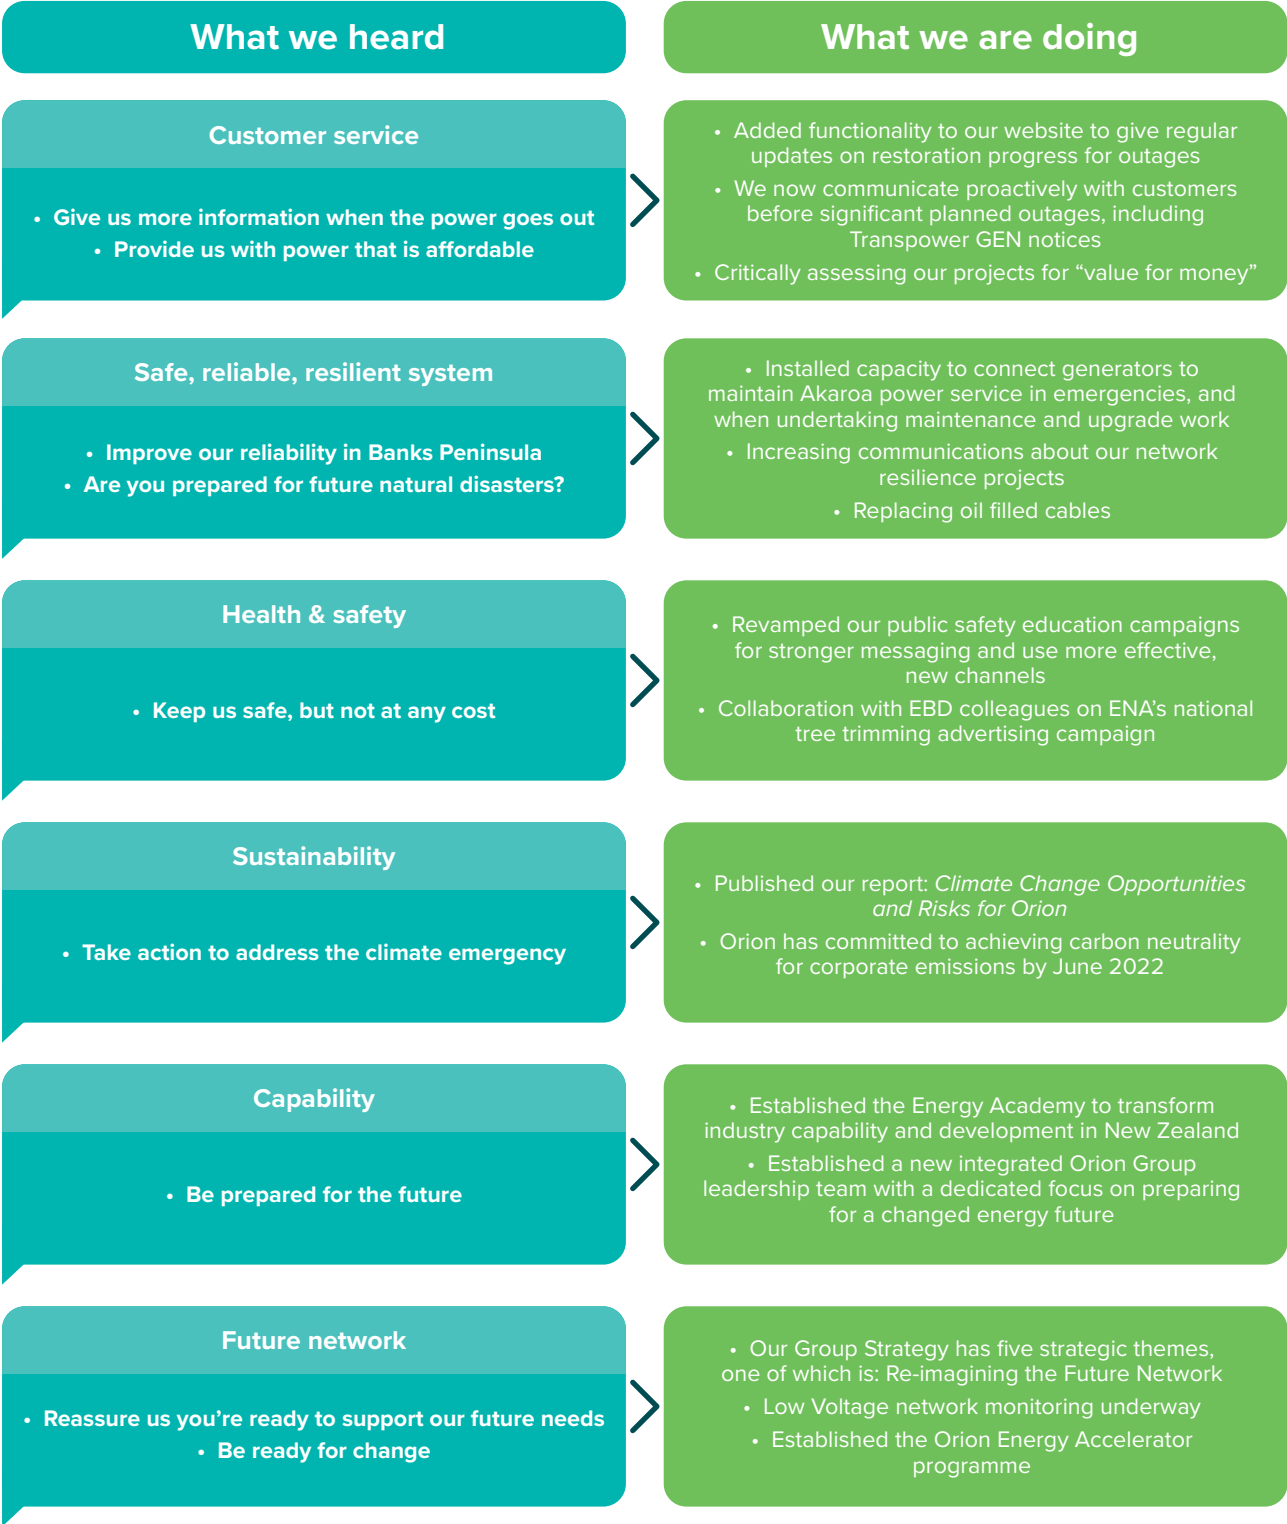 What we heard
What we are doing
Customer service
• Give us more information when the power goes out
• Provide us with power that is affordable
• Added functionality to our website to give regular
updates on restoration progress for outages
• We now communicate proactively with customers
before significant planned outages, including
Transpower GEN notices
• Critically assessing our projects for “value for money”
Safe, reliable, resilient system
• Improve our reliability in Banks Peninsula
• Are you prepared for future natural disasters?
• Installed capacity to connect generators to
maintain Akaroa power service in emergencies, and
when undertaking maintenance and upgrade work
• Increasing communications about our network
resilience projects
• Replacing oil filled cables
Health & safety
• Keep us safe, but not at any cost
• Revamped our public safety education campaigns
for stronger messaging and use more effective,
new channels
• Collaboration with EBD colleagues on ENA’s national
tree trimming advertising campaign
Sustainability
• Take action to address the climate emergency
• Published our report: Climate Change Opportunities
and Risks for Orion
• Orion has committed to achieving carbon neutrality
for corporate emissions by June 2022
Capability
• Be prepared for the future
• Established the Energy Academy to transform
industry capability and development in New Zealand
• Established a new integrated Orion Group
leadership team with a dedicated focus on preparing
for a changed energy future
Future network
• Reassure us you’re ready to support our future needs
• Be ready for change
• Our Group Strategy has five strategic themes,
one of which is: Re-imagining the Future Network
• Low Voltage network monitoring underway
• Established the Orion Energy Accelerator
programme